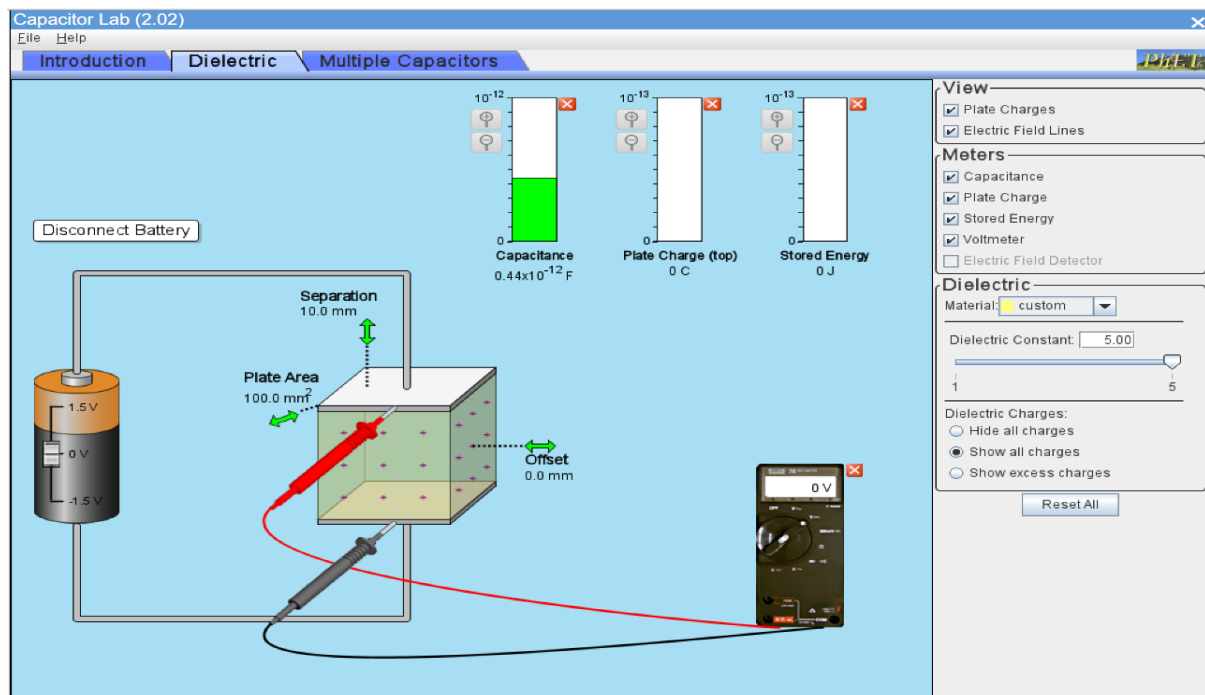 Capacitor Lab (2.02)
File Help
Introduction Dielectric Multiple Capacitors
PhET
10⁻¹²
0
Capacitance
0.44x10⁻¹² F
10⁻¹³
0
Plate Charge (top)
0 C
10⁻¹³
0
Stored Energy
0 J
Disconnect Battery
Separation
10.0 mm
Plate Area
100.0 mm²
Offset
0.0 mm
1.5 V
0 V
-1.5 V
0 V
OFF
COM
View
Plate Charges
Electric Field Lines
Meters
Capacitance
Plate Charge
Stored Energy
Voltmeter
Electric Field Detector
Dielectric
Material: custom
Dielectric Constant: 5.00
1 5
Dielectric Charges:
Hide all charges
Show all charges
Show excess charges
Reset All